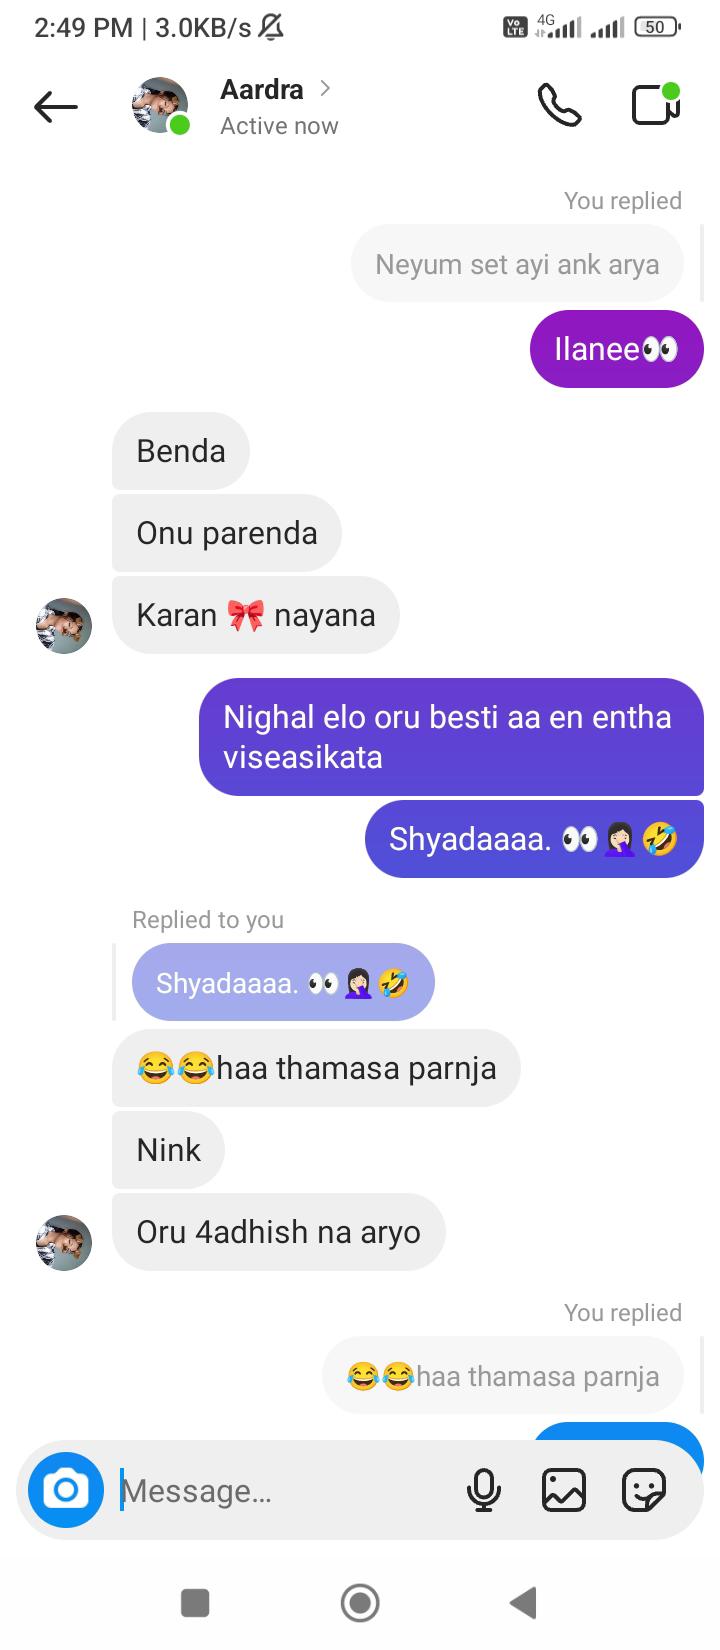 2:49 PM | 3.0KB/s
Vo LTE 4G 50
Aardra
Active now
You replied
Neyum set ayi ank arya
Ilanee👀
Benda
Onu parenda
Karan 🎀 nayana
Nighal elo oru besti aa en entha
viseasikata
Shyadaaaa. 👀🤦🏻‍♀️🤣
Replied to you
Shyadaaaa. 👀🤦🏻‍♀️🤣
😂😂haa thamasa parnja
Nink
Oru 4adhish na aryo
You replied
😂😂haa thamasa parnja
Message...